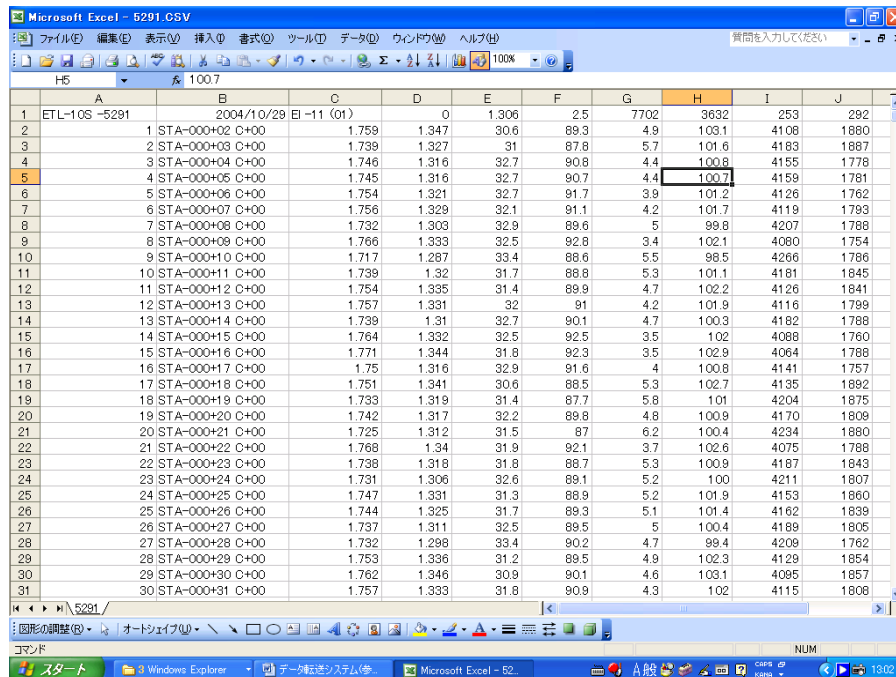 Microsoft Excel - 5291.CSV
ファイル(F) 編集(E) 表示(V) 挿入(I) 書式(O) ツール(T) データ(D) ウィンドウ(W) ヘルプ(H) 質問を入力してください
100%
H5 fx 100.7
A B C D E F G H I J
1 ETL-10S -5291 2004/10/29 EI -11 (01) 0 1.306 2.5 7702 3632 253 292
2 1 STA-000+02 C+00 1.759 1.347 30.6 89.3 4.9 103.1 4108 1880
3 2 STA-000+03 C+00 1.739 1.327 31 87.8 5.7 101.6 4183 1887
4 3 STA-000+04 C+00 1.746 1.316 32.7 90.8 4.4 100.8 4155 1778
5 4 STA-000+05 C+00 1.745 1.316 32.7 90.7 4.4 100.7 4159 1781
6 5 STA-000+06 C+00 1.754 1.321 32.7 91.7 3.9 101.2 4126 1762
7 6 STA-000+07 C+00 1.756 1.329 32.1 91.1 4.2 101.7 4119 1793
8 7 STA-000+08 C+00 1.732 1.303 32.9 89.6 5 99.8 4207 1788
9 8 STA-000+09 C+00 1.766 1.333 32.5 92.8 3.4 102.1 4080 1754
10 9 STA-000+10 C+00 1.717 1.287 33.4 88.6 5.5 98.5 4266 1786
11 10 STA-000+11 C+00 1.739 1.32 31.7 88.8 5.3 101.1 4181 1845
12 11 STA-000+12 C+00 1.754 1.335 31.4 89.9 4.7 102.2 4126 1841
13 12 STA-000+13 C+00 1.757 1.331 32 91 4.2 101.9 4116 1799
14 13 STA-000+14 C+00 1.739 1.31 32.7 90.1 4.7 100.3 4182 1788
15 14 STA-000+15 C+00 1.764 1.332 32.5 92.5 3.5 102 4088 1760
16 15 STA-000+16 C+00 1.771 1.344 31.8 92.3 3.5 102.9 4064 1788
17 16 STA-000+17 C+00 1.75 1.316 32.9 91.6 4 100.8 4141 1757
18 17 STA-000+18 C+00 1.751 1.341 30.6 88.5 5.3 102.7 4135 1892
19 18 STA-000+19 C+00 1.733 1.319 31.4 87.7 5.8 101 4204 1875
20 19 STA-000+20 C+00 1.742 1.317 32.2 89.8 4.8 100.9 4170 1809
21 20 STA-000+21 C+00 1.725 1.312 31.5 87 6.2 100.4 4234 1880
22 21 STA-000+22 C+00 1.768 1.34 31.9 92.1 3.7 102.6 4075 1788
23 22 STA-000+23 C+00 1.738 1.318 31.8 88.7 5.3 100.9 4187 1843
24 23 STA-000+24 C+00 1.731 1.306 32.6 89.1 5.2 100 4211 1807
25 24 STA-000+25 C+00 1.747 1.331 31.3 88.9 5.2 101.9 4153 1860
26 25 STA-000+26 C+00 1.744 1.325 31.7 89.3 5.1 101.4 4162 1839
27 26 STA-000+27 C+00 1.737 1.311 32.5 89.5 5 100.4 4189 1805
28 27 STA-000+28 C+00 1.732 1.298 33.4 90.2 4.7 99.4 4209 1762
29 28 STA-000+29 C+00 1.753 1.336 31.2 89.5 4.9 102.3 4129 1854
30 29 STA-000+30 C+00 1.762 1.346 30.9 90.1 4.6 103.1 4095 1857
31 30 STA-000+31 C+00 1.757 1.333 31.8 90.9 4.3 102 4115 1808
5291
図形の調整(R) オートシェイプ(U)
コマンド NUM
スタート 3 Windows Explorer データ転送システム(参... Microsoft Excel - 52... A 般 CAPS KANA 13:02